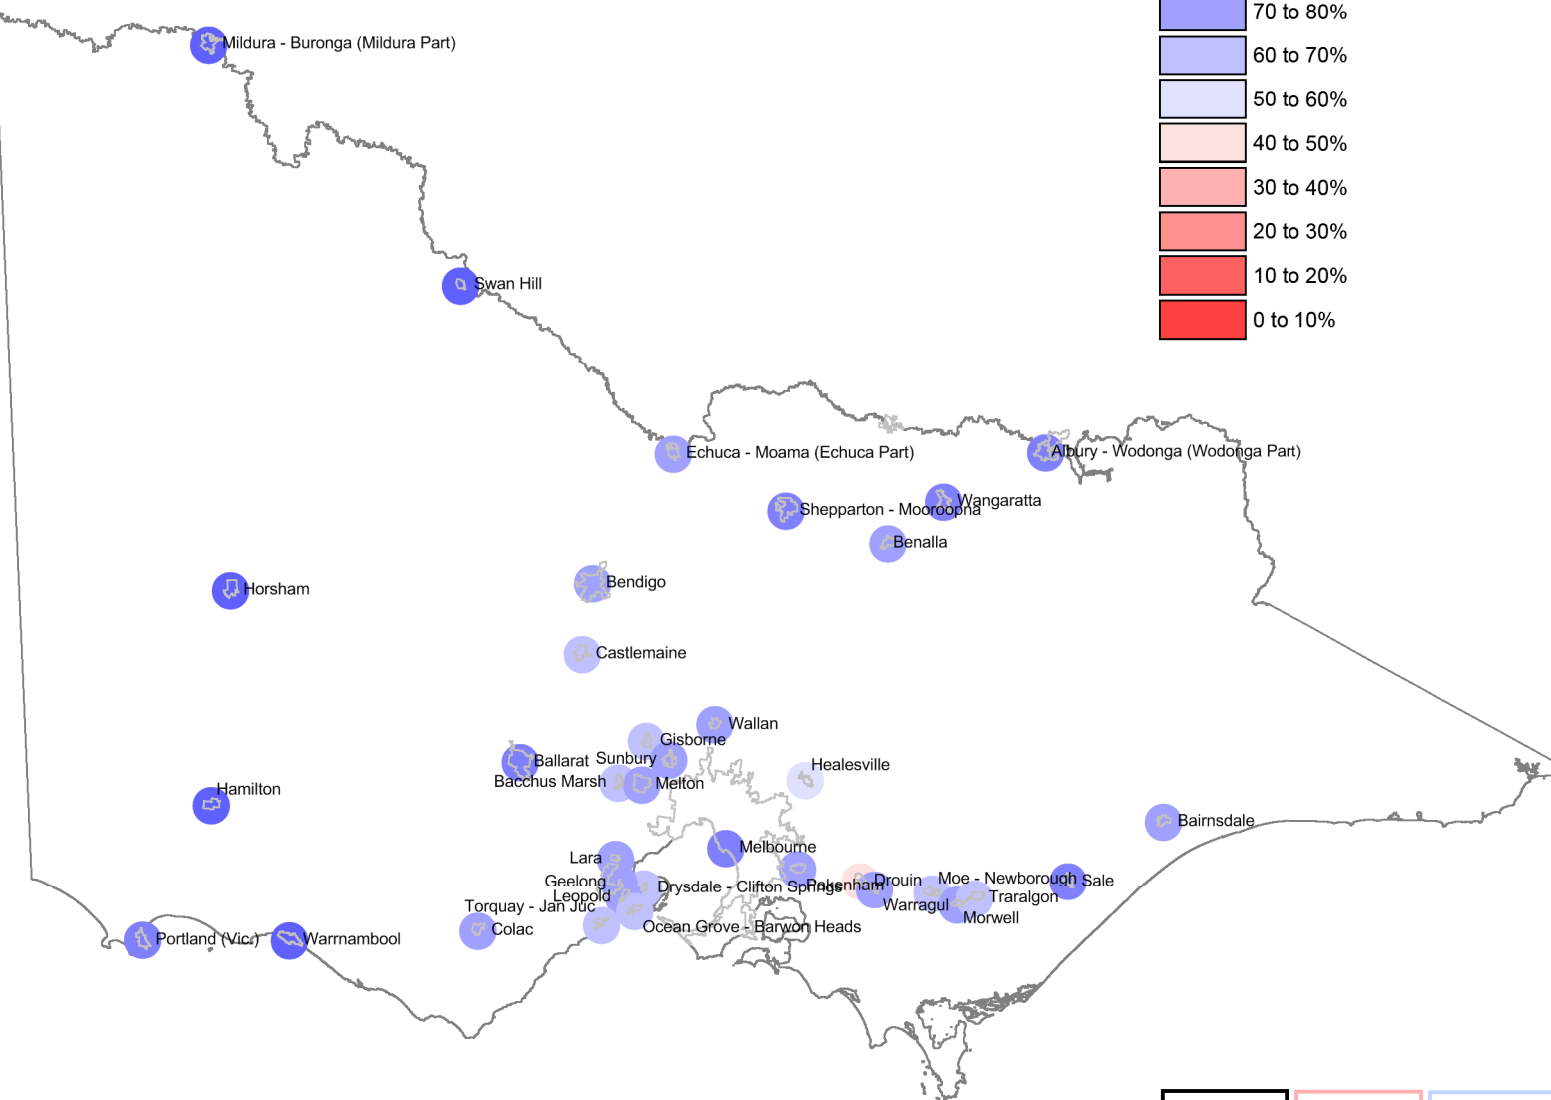 70 to 80%
Mildura - Buronga (Mildura Part)
60 to 70%
50 to 60%
40 to 50%
30 to 40%
20 to 30%
10 to 20%
0 to 10%
Swan Hill
Echuca - Moama (Echuca Part)
Albury - Wodonga (Wodonga Part)
Wangaratta
Shepparton - Mooroopna
Benalla
Bendigo
Horsham
Castlemaine
Wallan
Gisborne
Sunbury
Ballarat
Healesville
Bacchus Marsh
Melton
Hamilton
Bairnsdale
Melbourne
Lara
Drouin
Moe - Newborough
Sale
Geelong
Drysdale - Clifton Springs
Pakenham
Leopold
Traralgon
Warragul
Torquay - Jan Juc
Morwell
Ocean Grove - Barwon Heads
Colac
Portland (Vic.)
Warrnambool